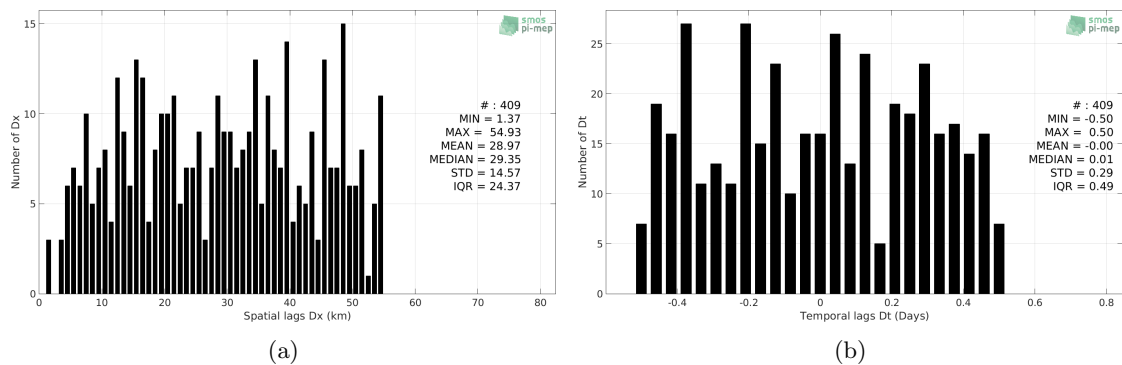 15
10
5
0
Number of Dx
0 10 20 30 40 50 60 70 80
Spatial lags Dx (km)
smos
pi-mep
# : 409
MIN = 1.37
MAX = 54.93
MEAN = 28.97
MEDIAN = 29.35
STD = 14.57
IQR = 24.37
(a)
25
20
15
10
5
0
Number of Dt
-0.4 -0.2 0 0.2 0.4 0.6 0.8
Temporal lags Dt (Days)
smos
pi-mep
# : 409
MIN = -0.50
MAX = 0.50
MEAN = -0.00
MEDIAN = 0.01
STD = 0.29
IQR = 0.49
(b)